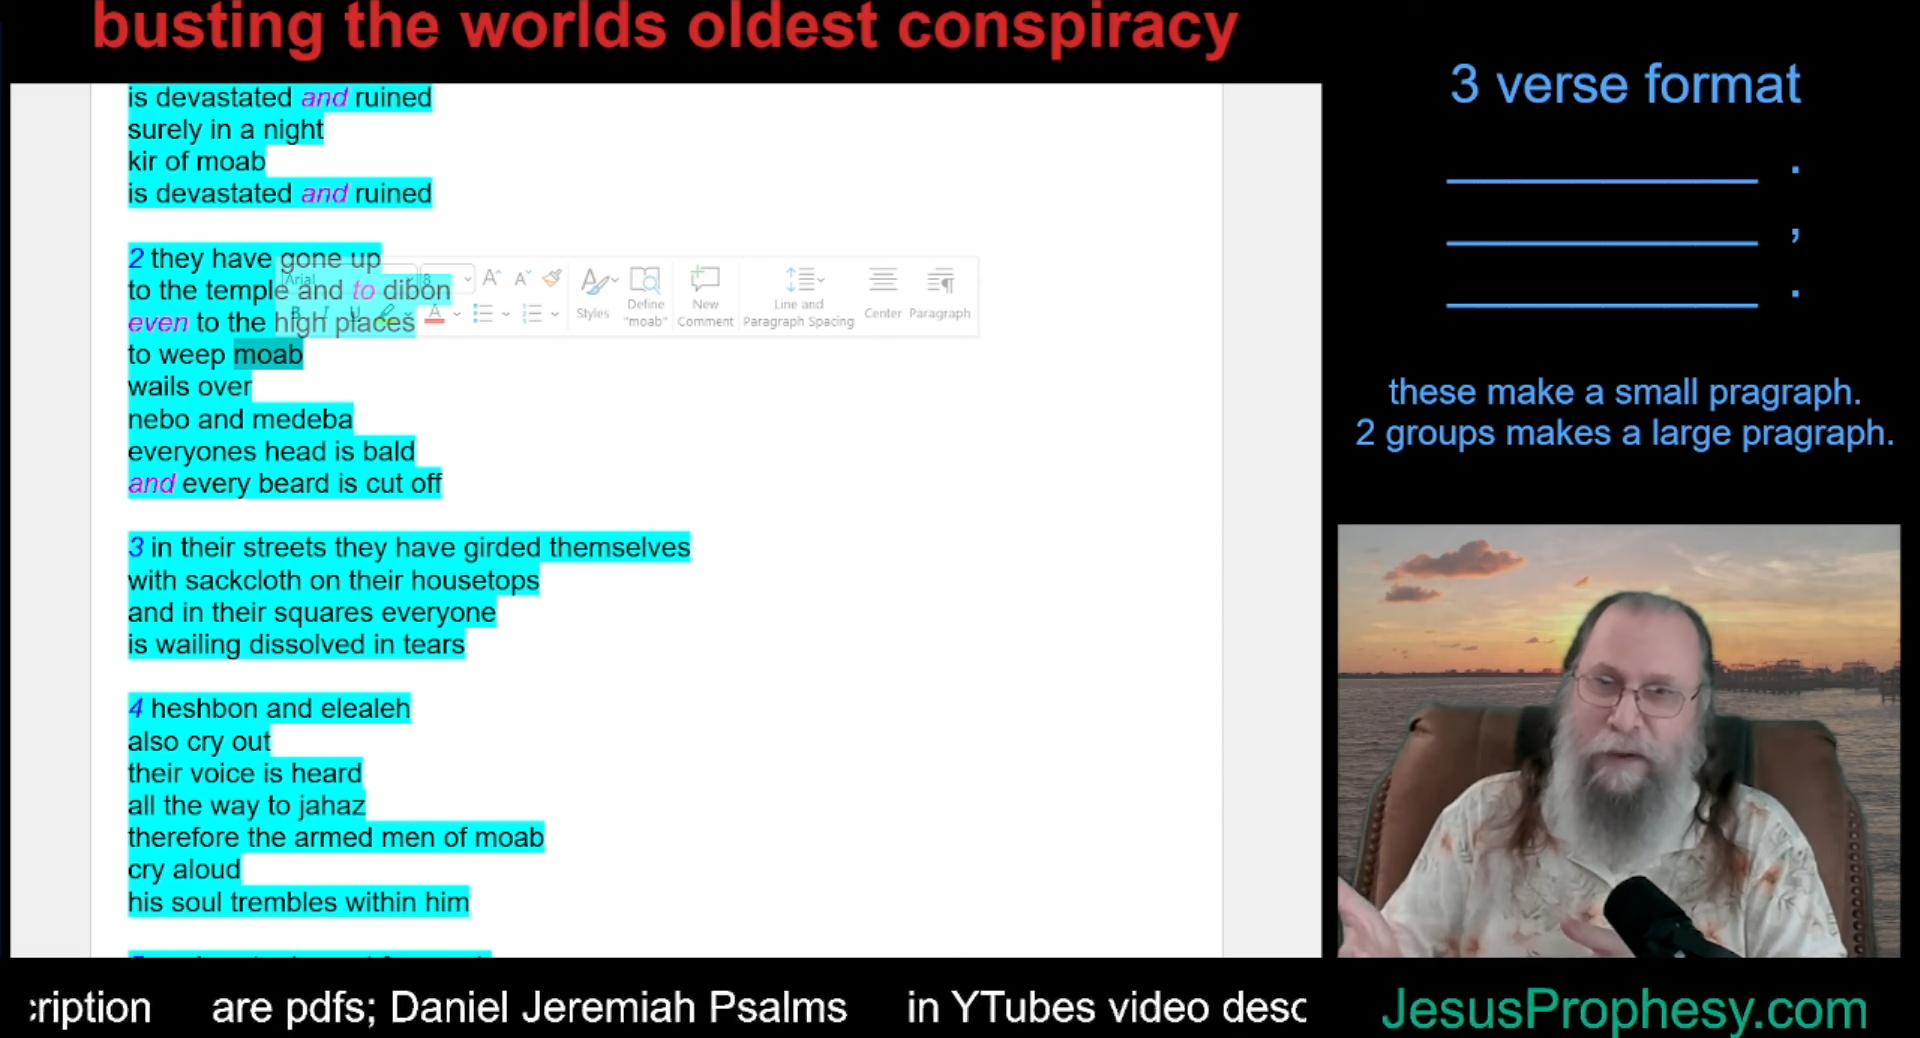 busting the worlds oldest conspiracy
is devastated and ruined
surely in a night
kir of moab
is devastated and ruined
2 they have gone up
to the temple and to dibon
even to the high places
to weep moab
wails over
nebo and medeba
everyones head is bald
and every beard is cut off
3 in their streets they have girded themselves
with sackcloth on their housetops
and in their squares everyone
is wailing dissolved in tears
4 heshbon and elealeh
also cry out
their voice is heard
all the way to jahaz
therefore the armed men of moab
cry aloud
his soul trembles within him
Arial 8 A A
B I U A
Styles
Define
"moab"
New
Comment
Line and
Paragraph Spacing
Center
Paragraph
3 verse format
.
,
.
these make a small pragraph.
2 groups makes a large pragraph.
ription are pdfs; Daniel Jeremiah Psalms in YTubes video desc
JesusProphesy.com